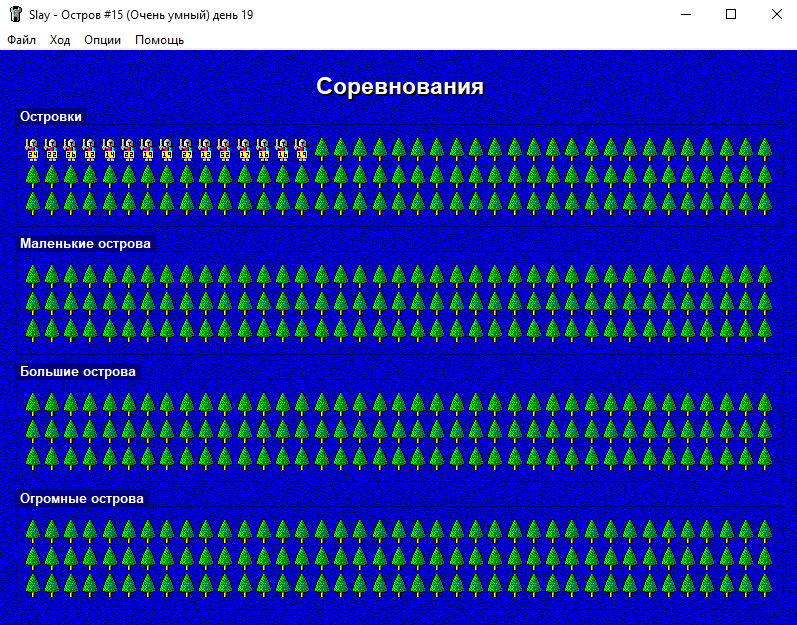 Slay - Остров #15 (Очень умный) день 19
Файл Ход Опции Помощь
Соревнования
Островки
Маленькие острова
Большие острова
Огромные острова